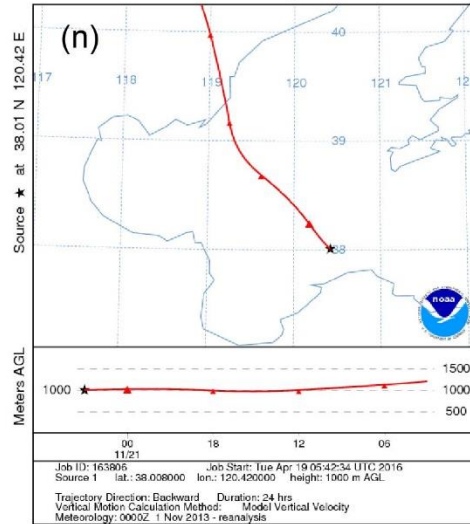 (n)
40
117
118
119
120
121
122
39
38
Source ★ at 38.01 N 120.42 E
noaa
Meters AGL
1500
1000
1000
500
00
18
12
06
11/21
Job ID: 163806 Job Start: Tue Apr 19 05:42:34 UTC 2016
Source 1 lat.: 38.008000 lon.: 120.420000 height: 1000 m AGL
Trajectory Direction: Backward Duration: 24 hrs
Vertical Motion Calculation Method: Model Vertical Velocity
Meteorology: 0000Z 1 Nov 2013 - reanalysis